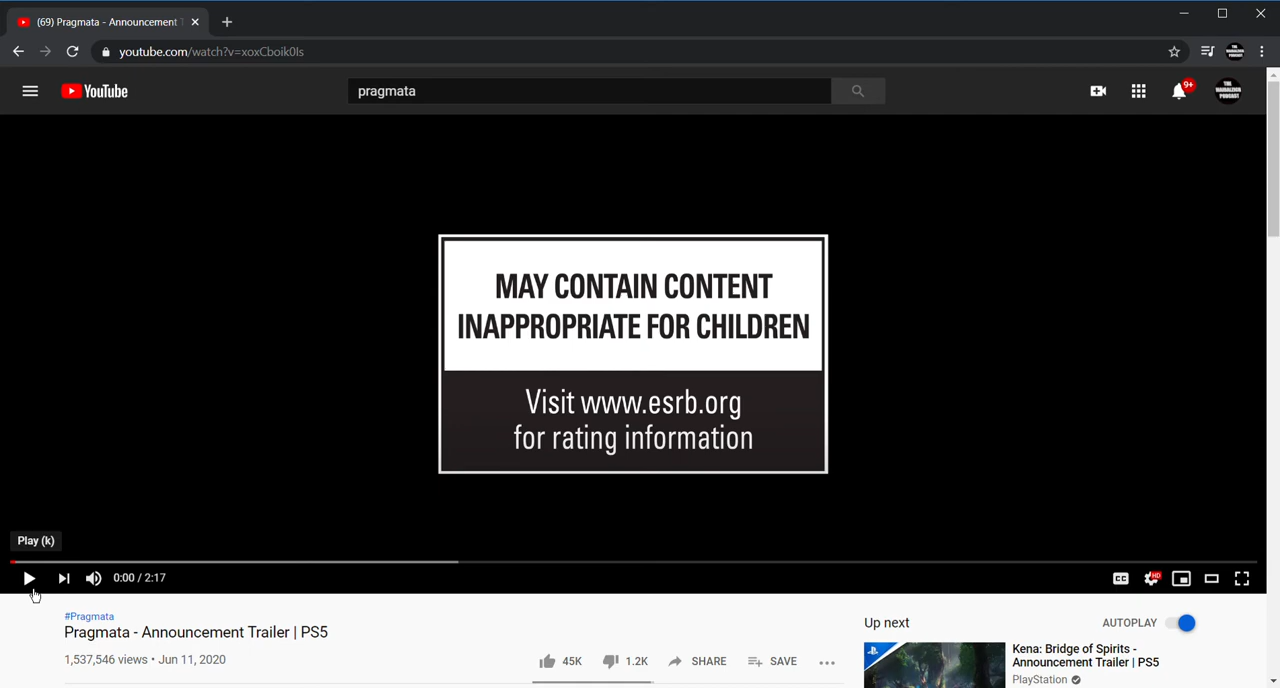 (69) Pragmata - Announcement
youtube.com/watch?v=xoxCboik0ls
YouTube
pragmata
9+
MAY CONTAIN CONTENT
INAPPROPRIATE FOR CHILDREN
Visit www.esrb.org
for rating information
Play (k)
0:00 / 2:17
CC
HD
#Pragmata
Pragmata - Announcement Trailer | PS5
1,537,546 views • Jun 11, 2020
45K
1.2K
SHARE
SAVE
Up next
AUTOPLAY
Kena: Bridge of Spirits -
Announcement Trailer | PS5
PlayStation